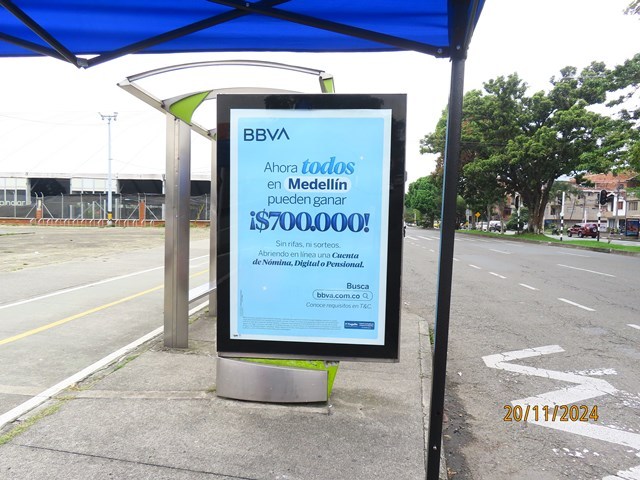 BBVA
Ahora todos
en Medellín
pueden ganar
¡$700.000!
Sin rifas, ni sorteos.
Abriendo en línea una Cuenta
de Nómina, Digital o Pensional.
Busca
bbva.com.co
Conoce requisitos en T&C
20/11/2024